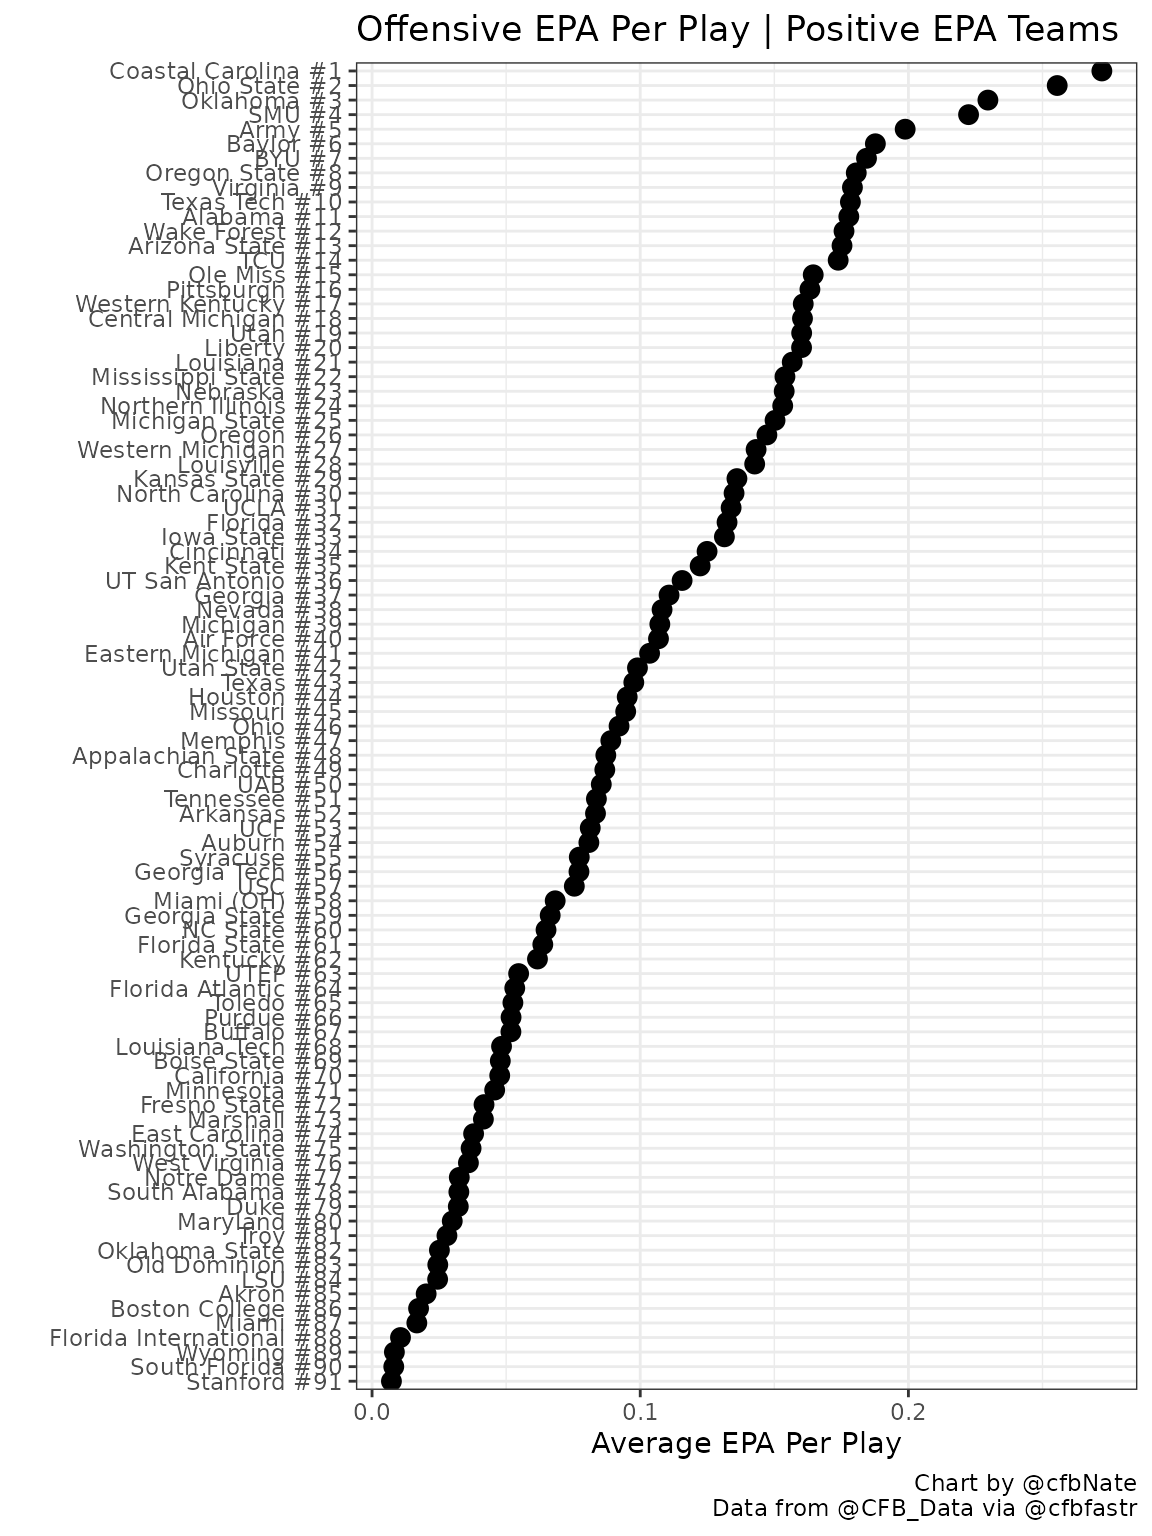 Offensive EPA Per Play | Positive EPA Teams
Coastal Carolina #1
Ohio State #2
Oklahoma #3
SMU #4
Army #5
Baylor #6
BYU #7
Oregon State #8
Virginia #9
Texas Tech #10
Alabama #11
Wake Forest #12
Arizona State #13
TCU #14
Ole Miss #15
Pittsburgh #16
Western Kentucky #17
Central Michigan #18
Utah #19
Liberty #20
Louisiana #21
Mississippi State #22
Nebraska #23
Northern Illinois #24
Michigan State #25
Oregon #26
Western Michigan #27
Louisville #28
Kansas State #29
North Carolina #30
UCLA #31
Florida #32
Iowa State #33
Cincinnati #34
Kent State #35
UT San Antonio #36
Georgia #37
Nevada #38
Michigan #39
Air Force #40
Eastern Michigan #41
Utah State #42
Texas #43
Houston #44
Missouri #45
Ohio #46
Memphis #47
Appalachian State #48
Charlotte #49
UAB #50
Tennessee #51
Arkansas #52
UCF #53
Auburn #54
Syracuse #55
Georgia Tech #56
USC #57
Miami (OH) #58
Georgia State #59
NC State #60
Florida State #61
Kentucky #62
UTEP #63
Florida Atlantic #64
Toledo #65
Purdue #66
Buffalo #67
Louisiana Tech #68
Boise State #69
California #70
Minnesota #71
Fresno State #72
Marshall #73
East Carolina #74
Washington State #75
West Virginia #76
Notre Dame #77
South Alabama #78
Duke #79
Maryland #80
Troy #81
Oklahoma State #82
Old Dominion #83
LSU #84
Akron #85
Boston College #86
Miami #87
Florida International #88
Wyoming #89
South Florida #90
Stanford #91
0.0 0.1 0.2
Average EPA Per Play
Chart by @cfbNate
Data from @CFB_Data via @cfbfastr